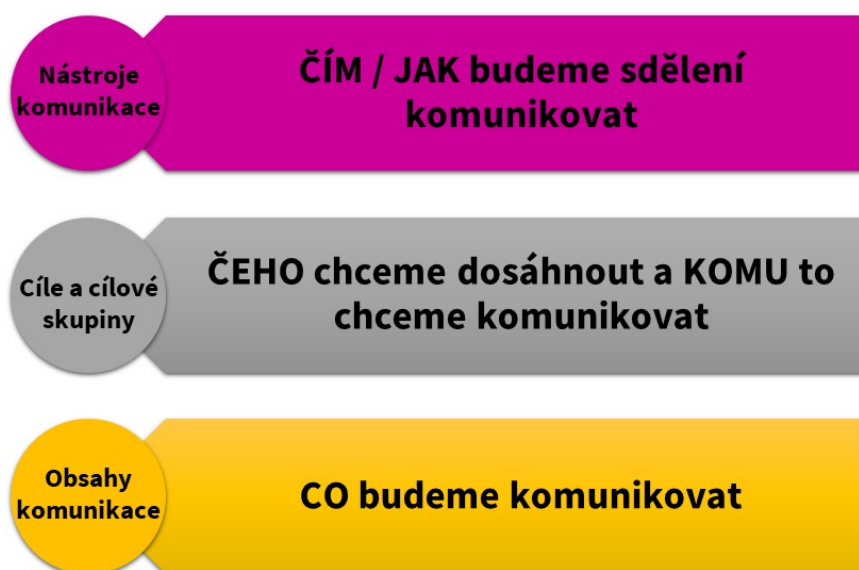 Nástroje
komunikace
ČÍM / JAK budeme sdělení
komunikovat
Cíle a cílové
skupiny
ČEHO chceme dosáhnout a KOMU to
chceme komunikovat
Obsahy
komunikace
CO budeme komunikovat